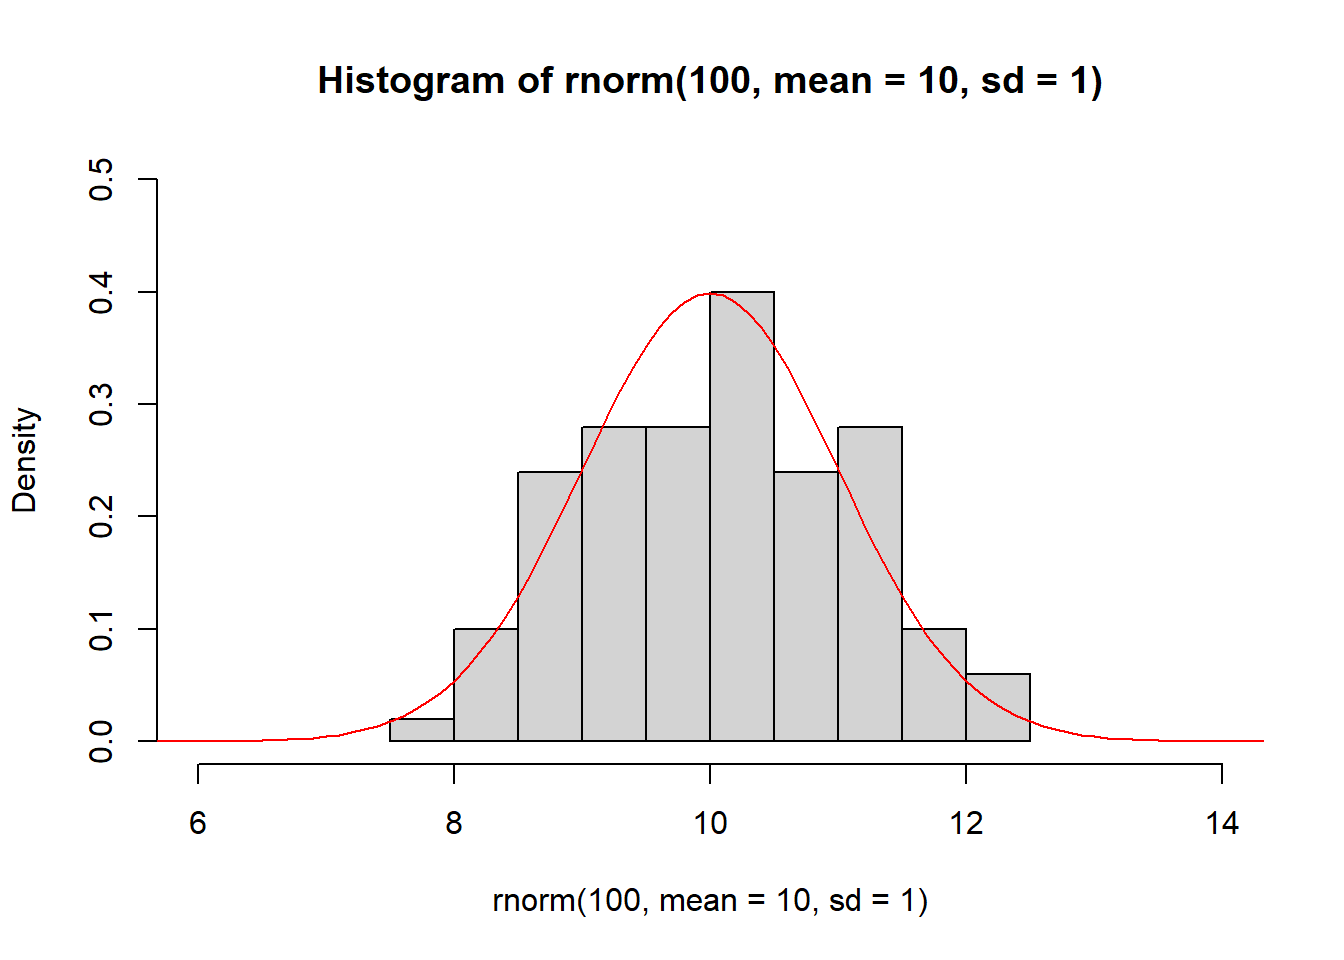 Histogram of rnorm(100, mean = 10, sd = 1)
0.5
0.4
0.3
0.2
0.1
0.0
Density
6 8 10 12 14
rnorm(100, mean = 10, sd = 1)